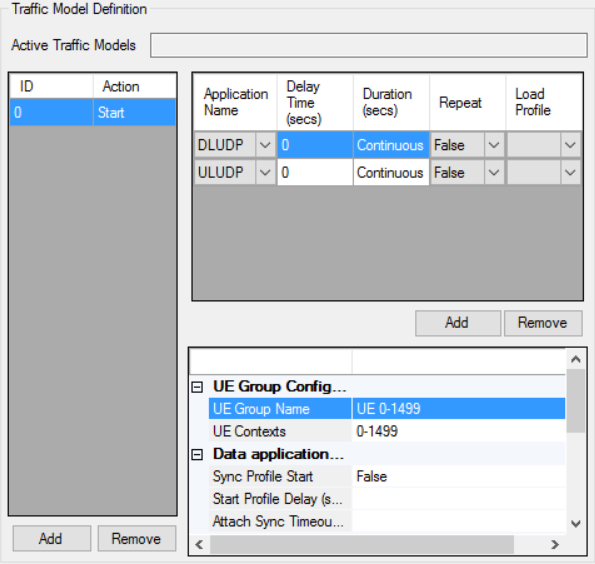 Traffic Model Definition
Active Traffic Models
ID Action
0 Start
Application Name Delay Time (secs) Duration (secs) Repeat Load Profile
DLUDP 0 Continuous False
ULUDP 0 Continuous False
Add Remove
UE Group Config...
UE Group Name UE 0-1499
UE Contexts 0-1499
Data application...
Sync Profile Start False
Start Profile Delay (s...
Attach Sync Timeou...
Add Remove